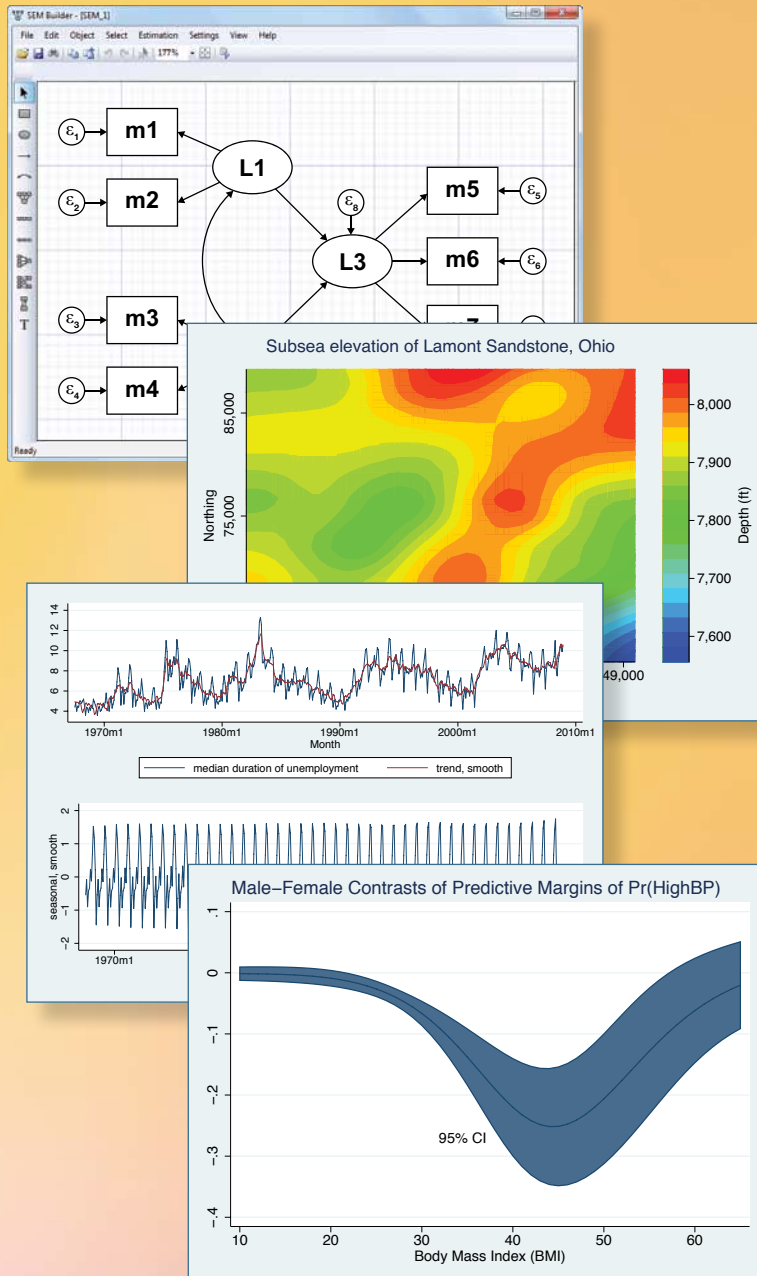 SEM Builder - [SEM_1]
File Edit Object Select Estimation Settings View Help
177%
T
ε1 m1
L1
ε2 m2
m5 ε5
ε8
L3
m6 ε6
ε3 m3
ε4 m4
Ready
Subsea elevation of Lamont Sandstone, Ohio
85,000
75,000
Northing
8,000
7,900
7,800
7,700
7,600
Depth (ft)
49,000
14
12
10
8
6
4
1970m1 1980m1 1990m1 2000m1 2010m1
Month
median duration of unemployment trend, smooth
seasonal, smooth
2
1
0
−1
−2
1970m1
Male−Female Contrasts of Predictive Margins of Pr(HighBP)
.1
0
−.1
−.2
−.3
−.4
95% CI
10 20 30 40 50 60
Body Mass Index (BMI)